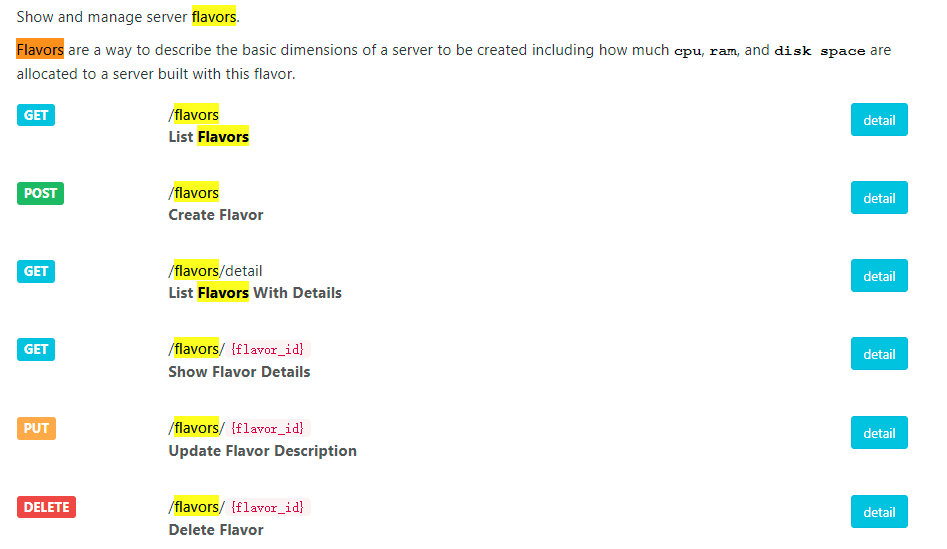 Show and manage server flavors.
Flavors are a way to describe the basic dimensions of a server to be created including how much cpu, ram, and disk space are
allocated to a server built with this flavor.
GET /flavors detail
List Flavors
POST /flavors detail
Create Flavor
GET /flavors/detail detail
List Flavors With Details
GET /flavors/ {flavor_id} detail
Show Flavor Details
PUT /flavors/ {flavor_id} detail
Update Flavor Description
DELETE /flavors/ {flavor_id} detail
Delete Flavor